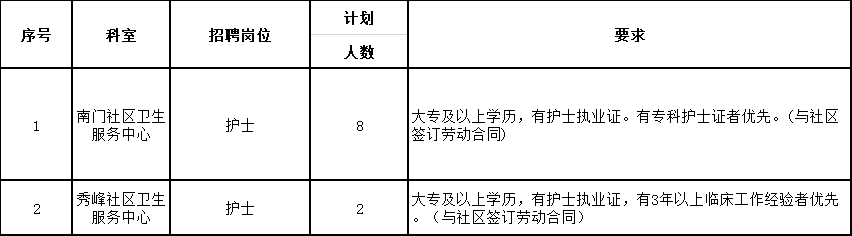 序号 科室 招聘岗位 计划 要求
人数
1 南门社区卫生 护士 8 大专及以上学历，有护士执业证。有专科护士证者优先。(与社区
服务中心 签订劳动合同)
2 秀峰社区卫生 护士 2 大专及以上学历，有护士执业证，有3年以上临床工作经验者优先
服务中心 。（与社区签订劳动合同）